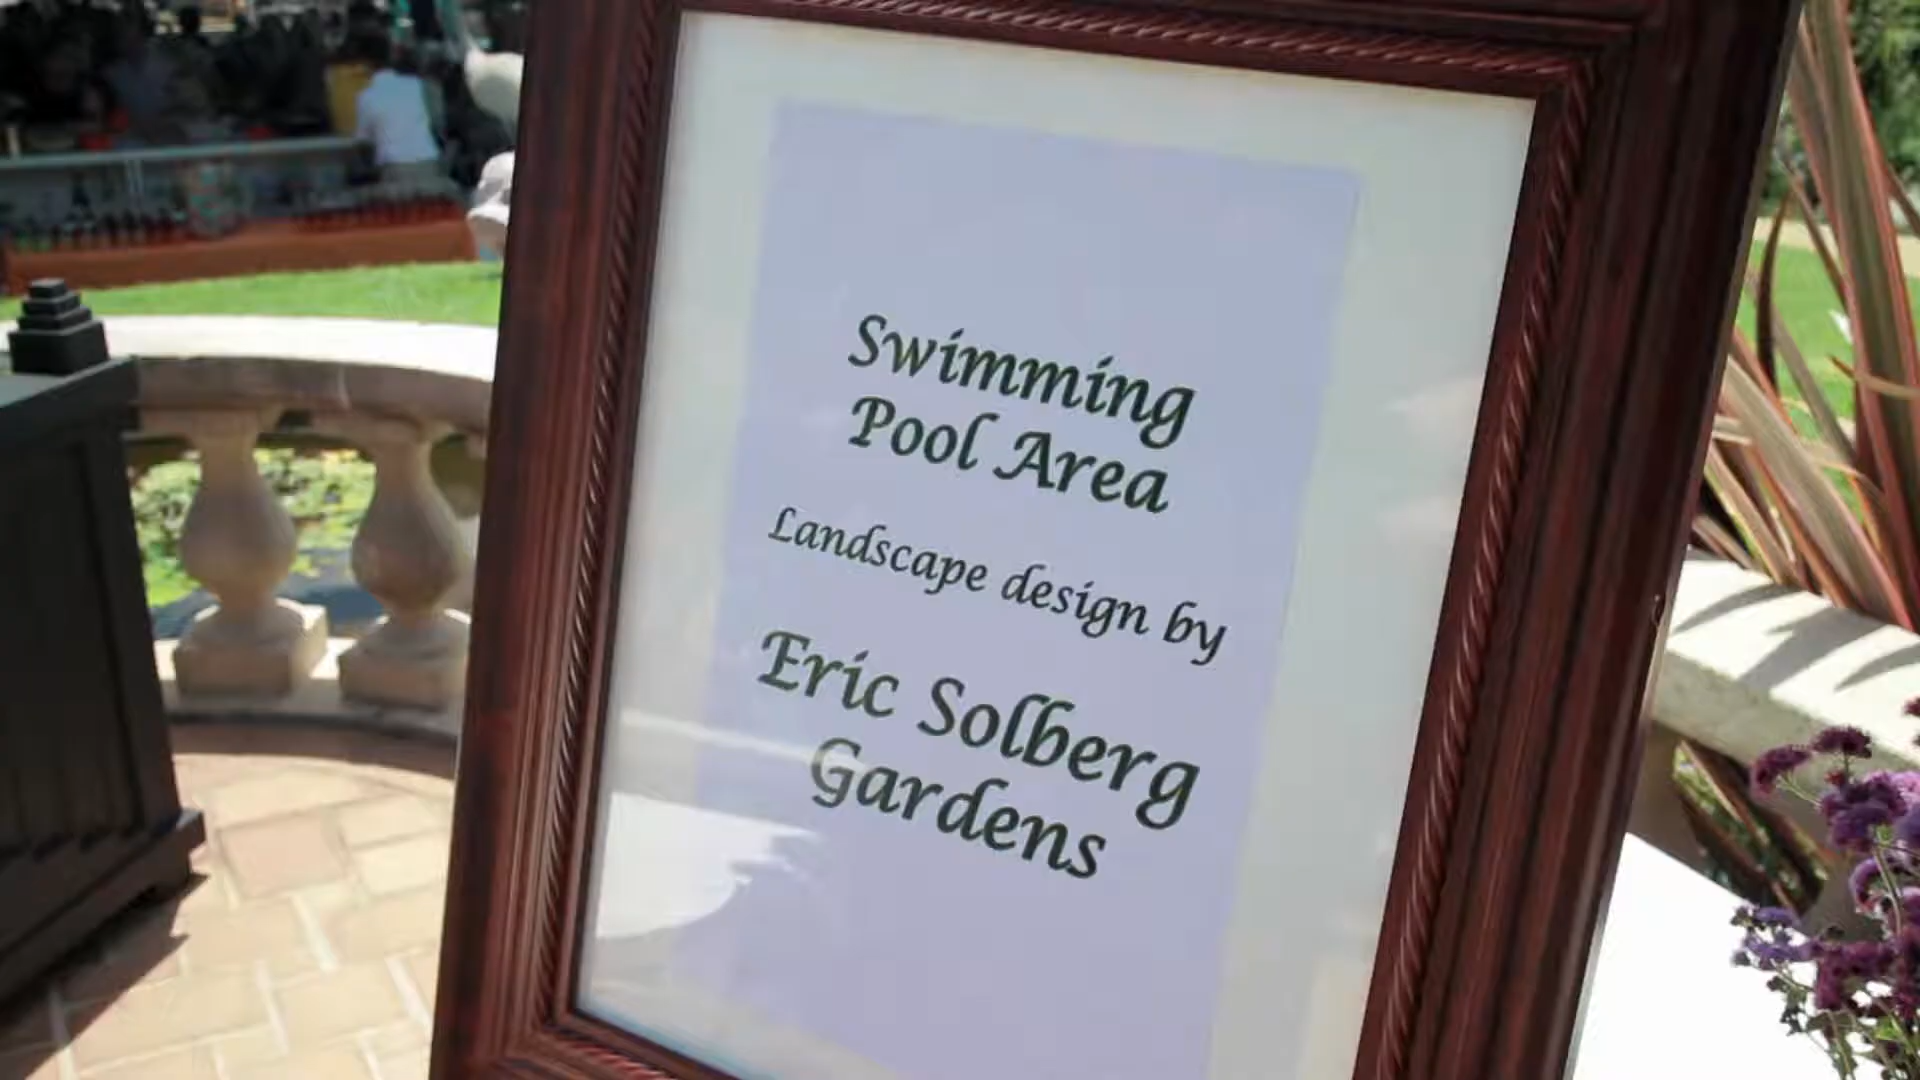 Swimming
Pool Area
Landscape design by
Eric Solberg
Gardens